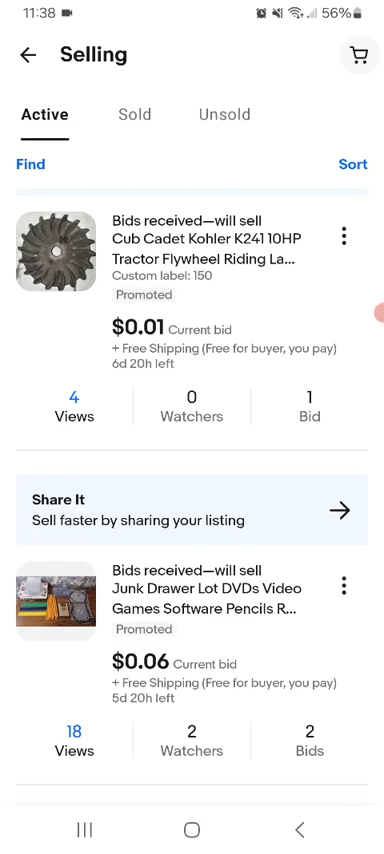 11:38 56%
Selling
Active Sold Unsold
Find Sort
Bids received—will sell
Cub Cadet Kohler K241 10HP
Tractor Flywheel Riding La...
Custom label: 150
Promoted
$0.01 Current bid
+ Free Shipping (Free for buyer, you pay)
6d 20h left
4 0 1
Views Watchers Bid
Share It
Sell faster by sharing your listing
Bids received—will sell
Junk Drawer Lot DVDs Video
Games Software Pencils R...
Promoted
$0.06 Current bid
+ Free Shipping (Free for buyer, you pay)
5d 20h left
18 2 2
Views Watchers Bids